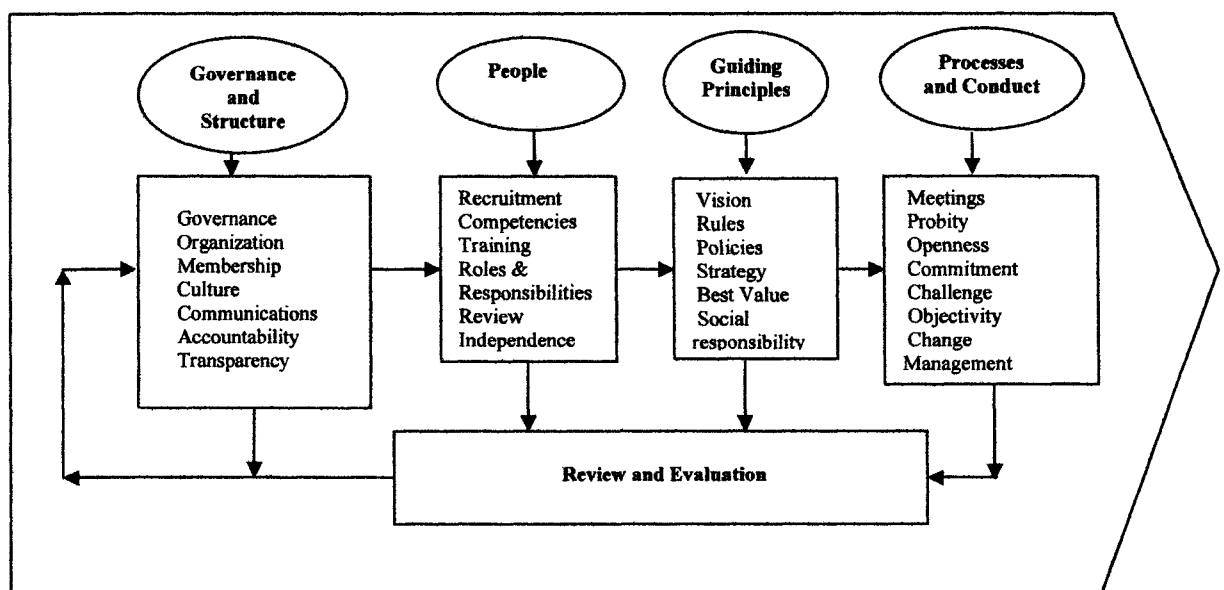 Governance
and
Structure
People
Guiding
Principles
Processes
and Conduct
Governance
Organization
Membership
Culture
Communications
Accountability
Transparency
Recruitment
Competencies
Training
Roles &
Responsibilities
Review
Independence
Vision
Rules
Policies
Strategy
Best Value
Social
responsibility
Meetings
Probity
Openness
Commitment
Challenge
Objectivity
Change
Management
Review and Evaluation